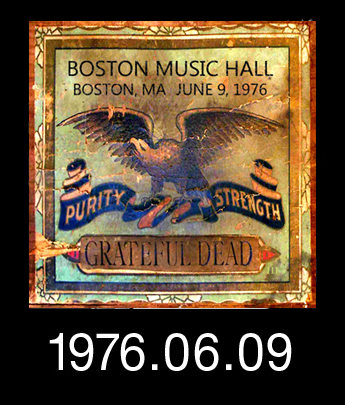 BOSTON MUSIC HALL
BOSTON, MA JUNE 9, 1976
PURITY STRENGTH
GRATEFUL DEAD
1976.06.09